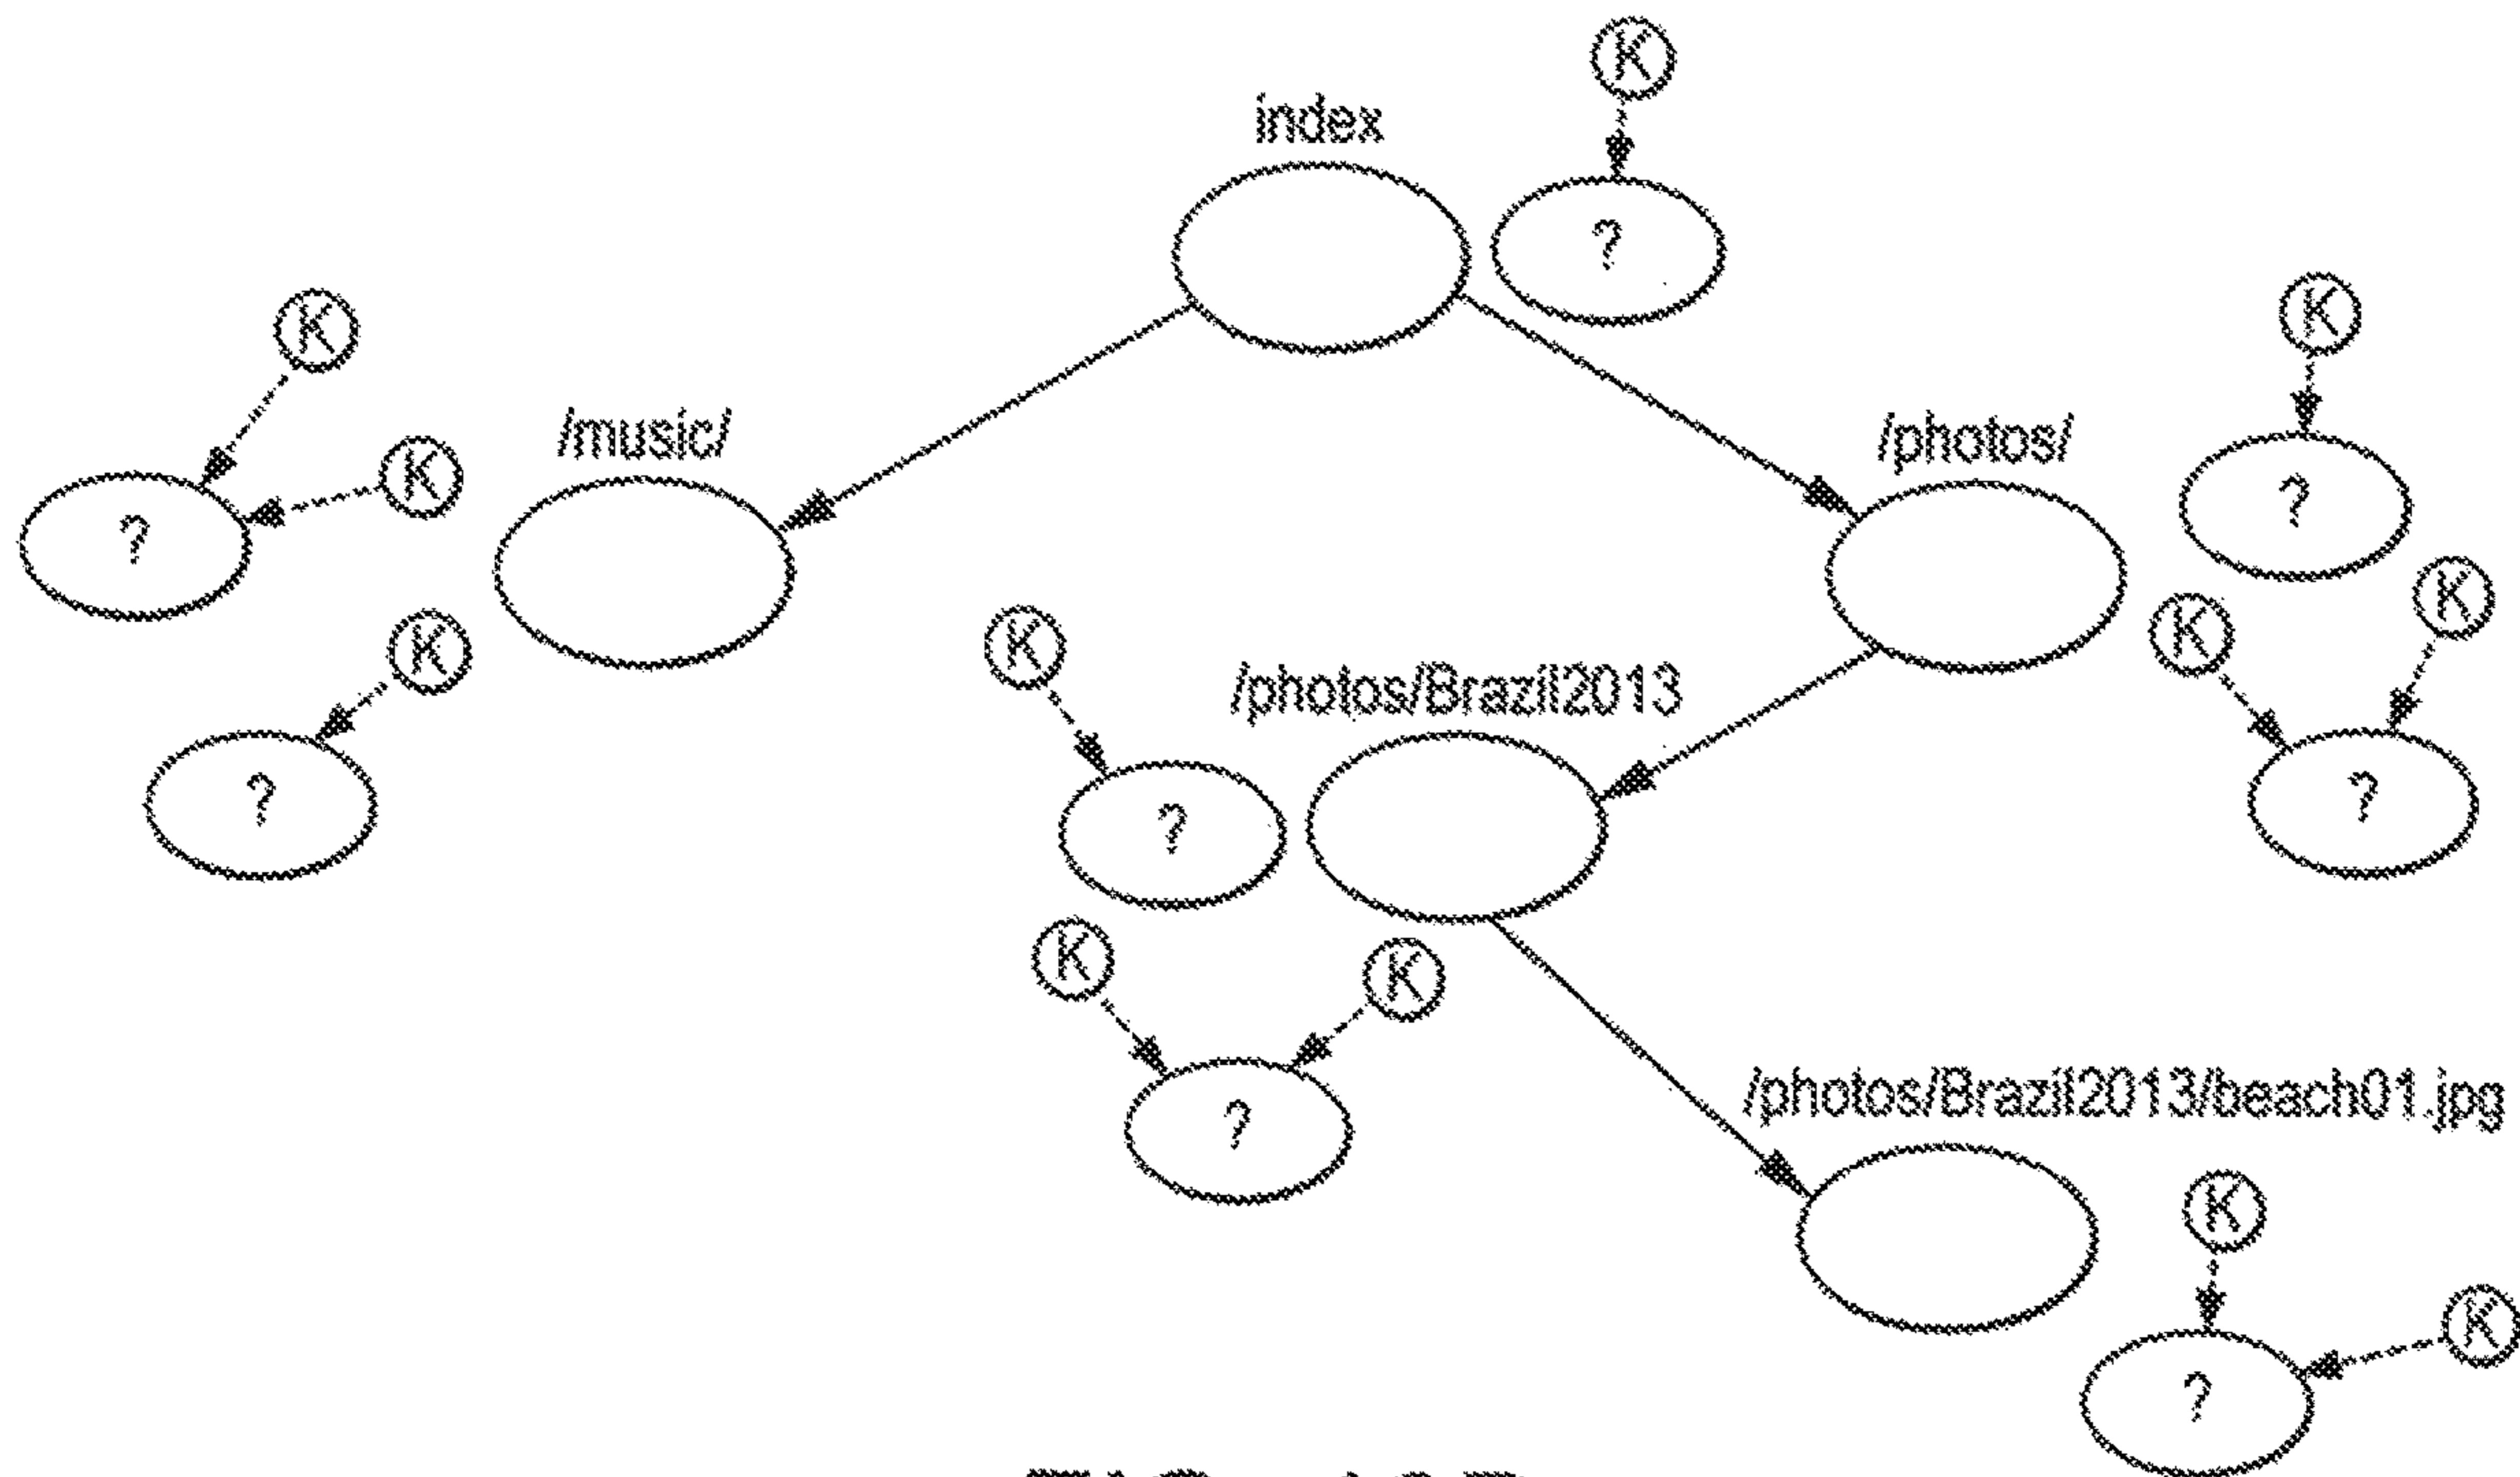 K
index
?
K
K
/music/
/photos/
K
?
?
K
K
K
K
/photos/Brazil2013
?
?
?
K
K
?
/photos/Brazil2013/beach01.jpg
K
K
?